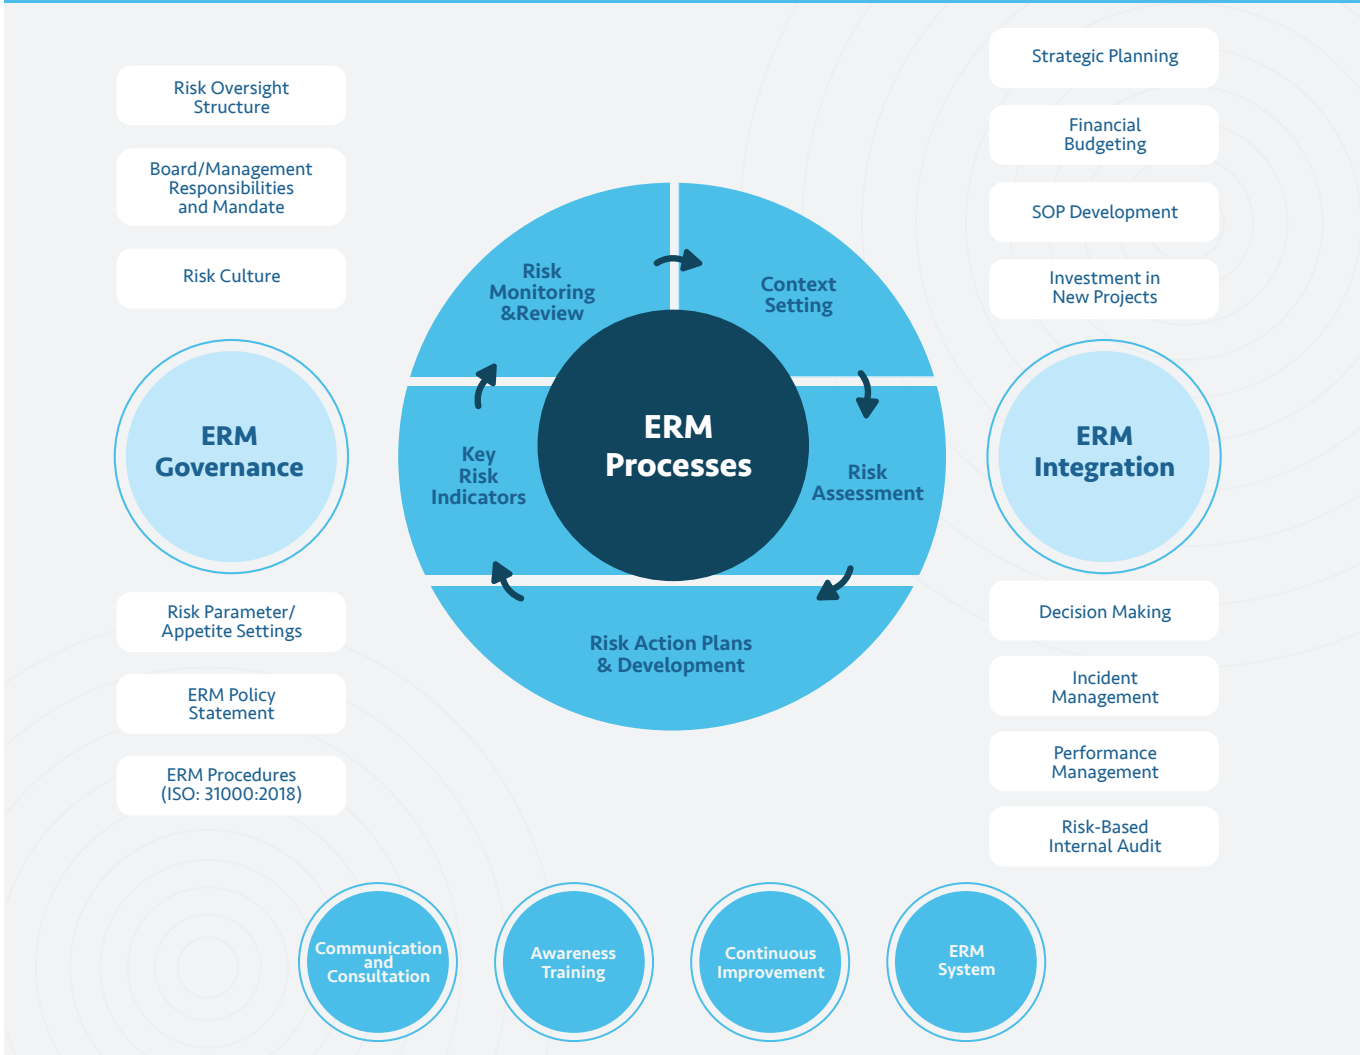 Risk Oversight
Structure
Board/Management
Responsibilities
and Mandate
Risk Culture
ERM
Governance
Risk Parameter/
Appetite Settings
ERM Policy
Statement
ERM Procedures
(ISO: 31000:2018)
Risk
Monitoring
&Review
Context
Setting
Key
Risk
Indicators
ERM
Processes
Risk
Assessment
Risk Action Plans
& Development
Strategic Planning
Financial
Budgeting
SOP Development
Investment in
New Projects
ERM
Integration
Decision Making
Incident
Management
Performance
Management
Risk-Based
Internal Audit
Communication
and
Consultation
Awareness
Training
Continuous
Improvement
ERM
System